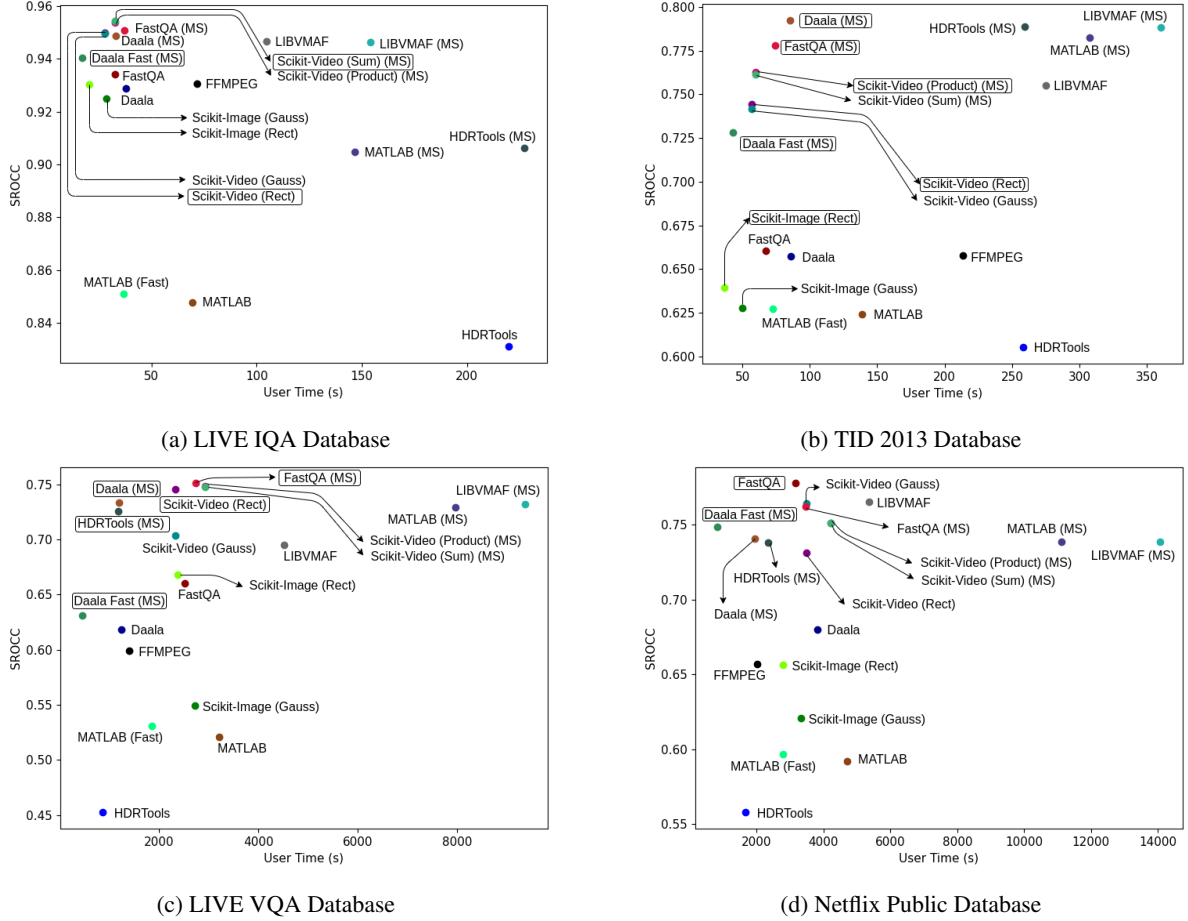 0.96
0.94
0.92
0.90
0.88
0.86
0.84
SROCC
FastQA (MS)
Daala (MS)
LIBVMAF
LIBVMAF (MS)
Daala Fast (MS)
Scikit-Video (Sum) (MS)
Scikit-Video (Product) (MS)
FastQA
FFMPEG
Daala
Scikit-Image (Gauss)
Scikit-Image (Rect)
HDRTools (MS)
MATLAB (MS)
Scikit-Video (Gauss)
Scikit-Video (Rect)
MATLAB (Fast)
MATLAB
HDRTools
50
100
150
200
User Time (s)
(a) LIVE IQA Database
0.800
0.775
0.750
0.725
0.700
0.675
0.650
0.625
0.600
SROCC
Daala (MS)
HDRTools (MS)
LIBVMAF (MS)
FastQA (MS)
MATLAB (MS)
Scikit-Video (Product) (MS)
LIBVMAF
Scikit-Video (Sum) (MS)
Daala Fast (MS)
Scikit-Video (Rect)
Scikit-Video (Gauss)
Scikit-Image (Rect)
FastQA
Daala
FFMPEG
Scikit-Image (Gauss)
MATLAB (Fast)
MATLAB
HDRTools
50
100
150
200
250
300
350
User Time (s)
(b) TID 2013 Database
0.75
0.70
0.65
0.60
0.55
0.50
0.45
SROCC
FastQA (MS)
Daala (MS)
LIBVMAF (MS)
Scikit-Video (Rect)
MATLAB (MS)
HDRTools (MS)
Scikit-Video (Product) (MS)
Scikit-Video (Gauss)
LIBVMAF
Scikit-Video (Sum) (MS)
Scikit-Image (Rect)
FastQA
Daala Fast (MS)
Daala
FFMPEG
Scikit-Image (Gauss)
MATLAB (Fast)
MATLAB
HDRTools
2000
4000
6000
8000
User Time (s)
(c) LIVE VQA Database
0.75
0.70
0.65
0.60
0.55
SROCC
FastQA
Scikit-Video (Gauss)
LIBVMAF
Daala Fast (MS)
FastQA (MS)
MATLAB (MS)
LIBVMAF (MS)
Scikit-Video (Product) (MS)
HDRTools (MS)
Scikit-Video (Sum) (MS)
Scikit-Video (Rect)
Daala (MS)
Daala
FFMPEG
Scikit-Image (Rect)
Scikit-Image (Gauss)
MATLAB (Fast)
MATLAB
HDRTools
2000
4000
6000
8000
10000
12000
14000
User Time (s)
(d) Netflix Public Database